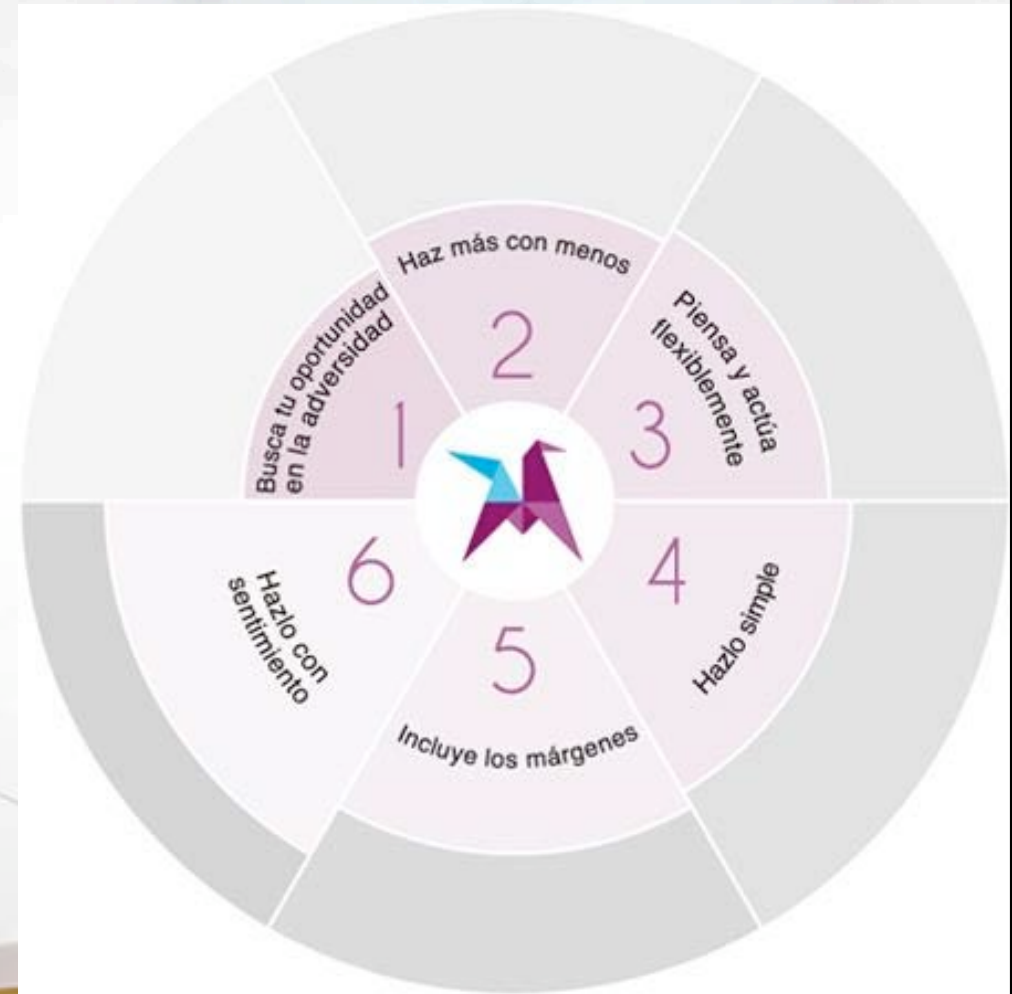 Busca tu oportunidad
en la adversidad
1
Haz más con menos
2
Piensa y actúa
flexiblemente
3
4
Hazlo simple
5
Incluye los márgenes
6
Hazlo con
sentimiento